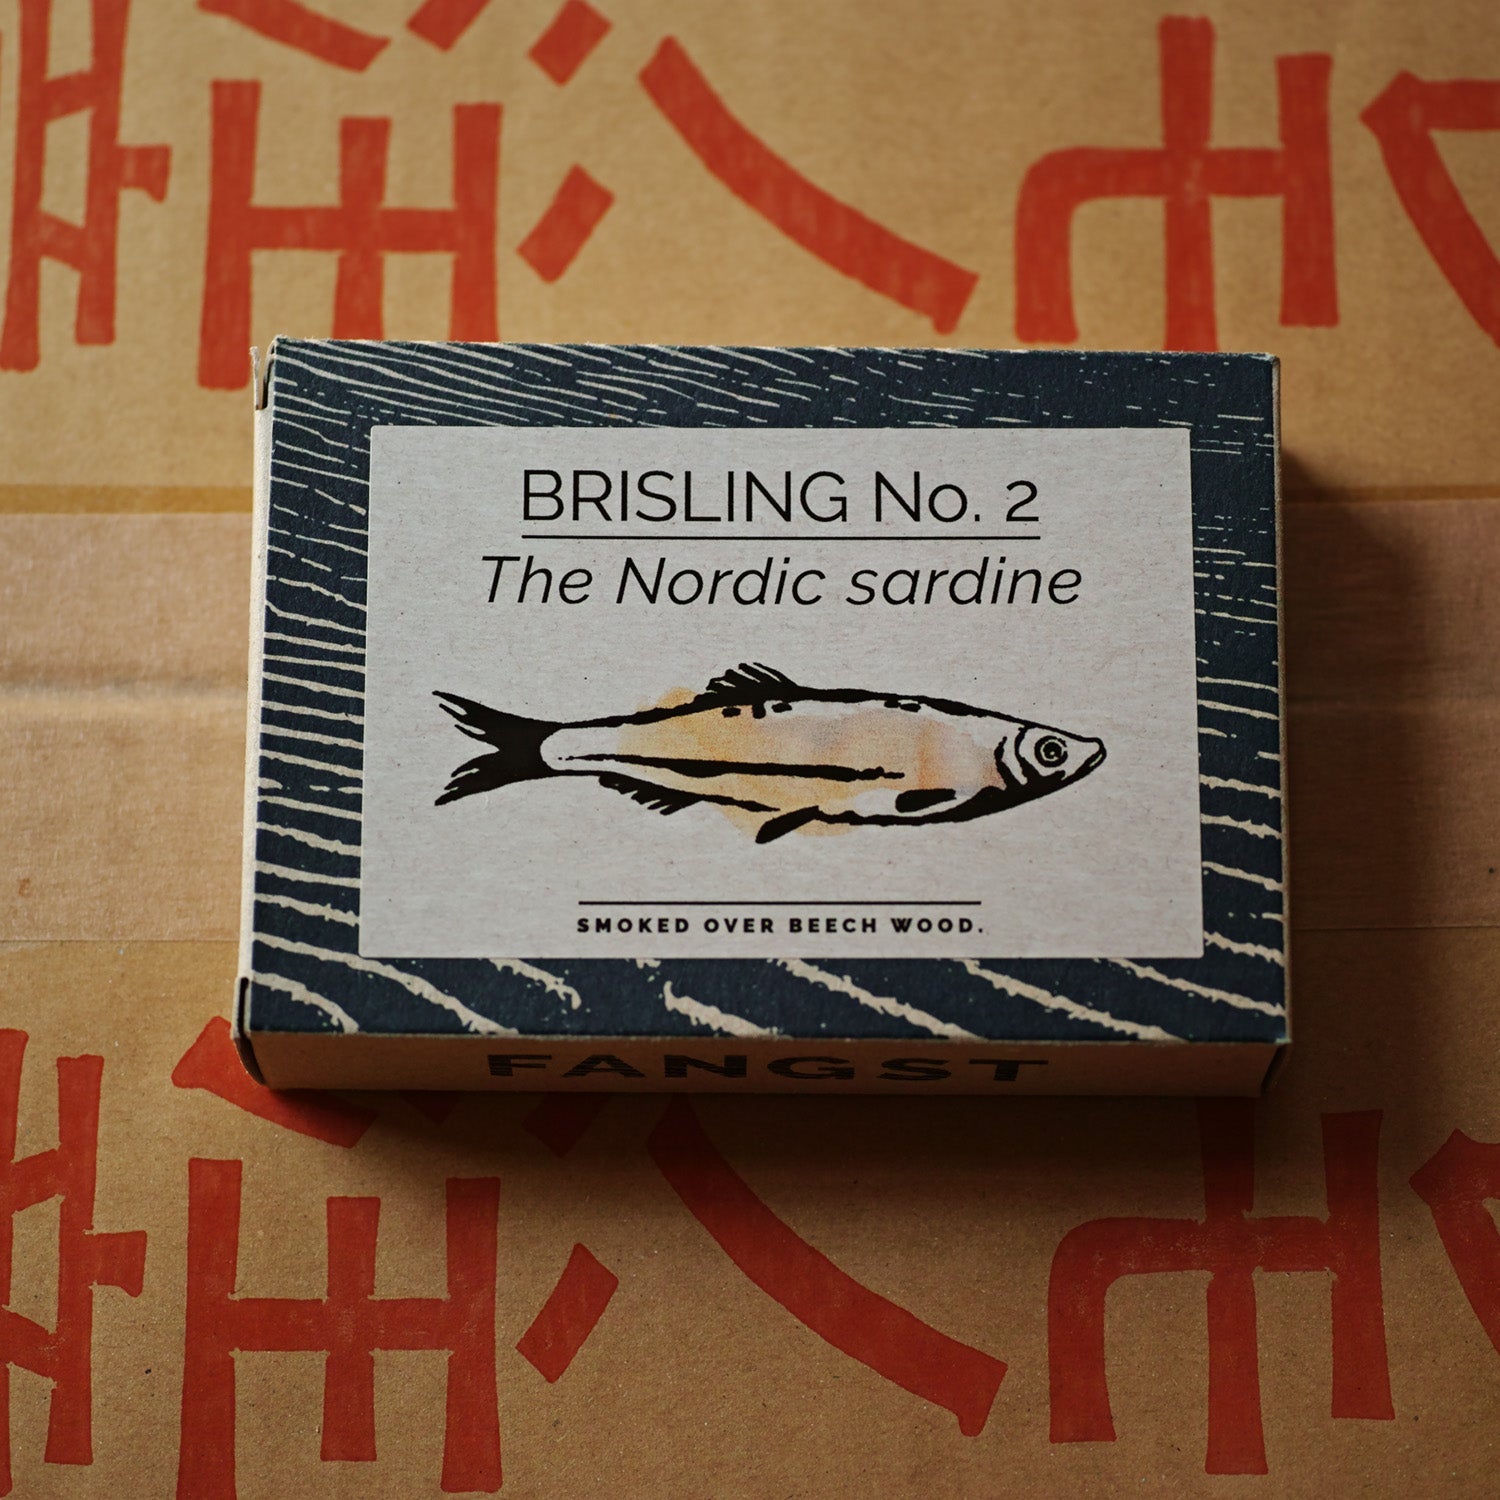 BRISLING No. 2
The Nordic sardine
SMOKED OVER BEECH WOOD.
FANGST